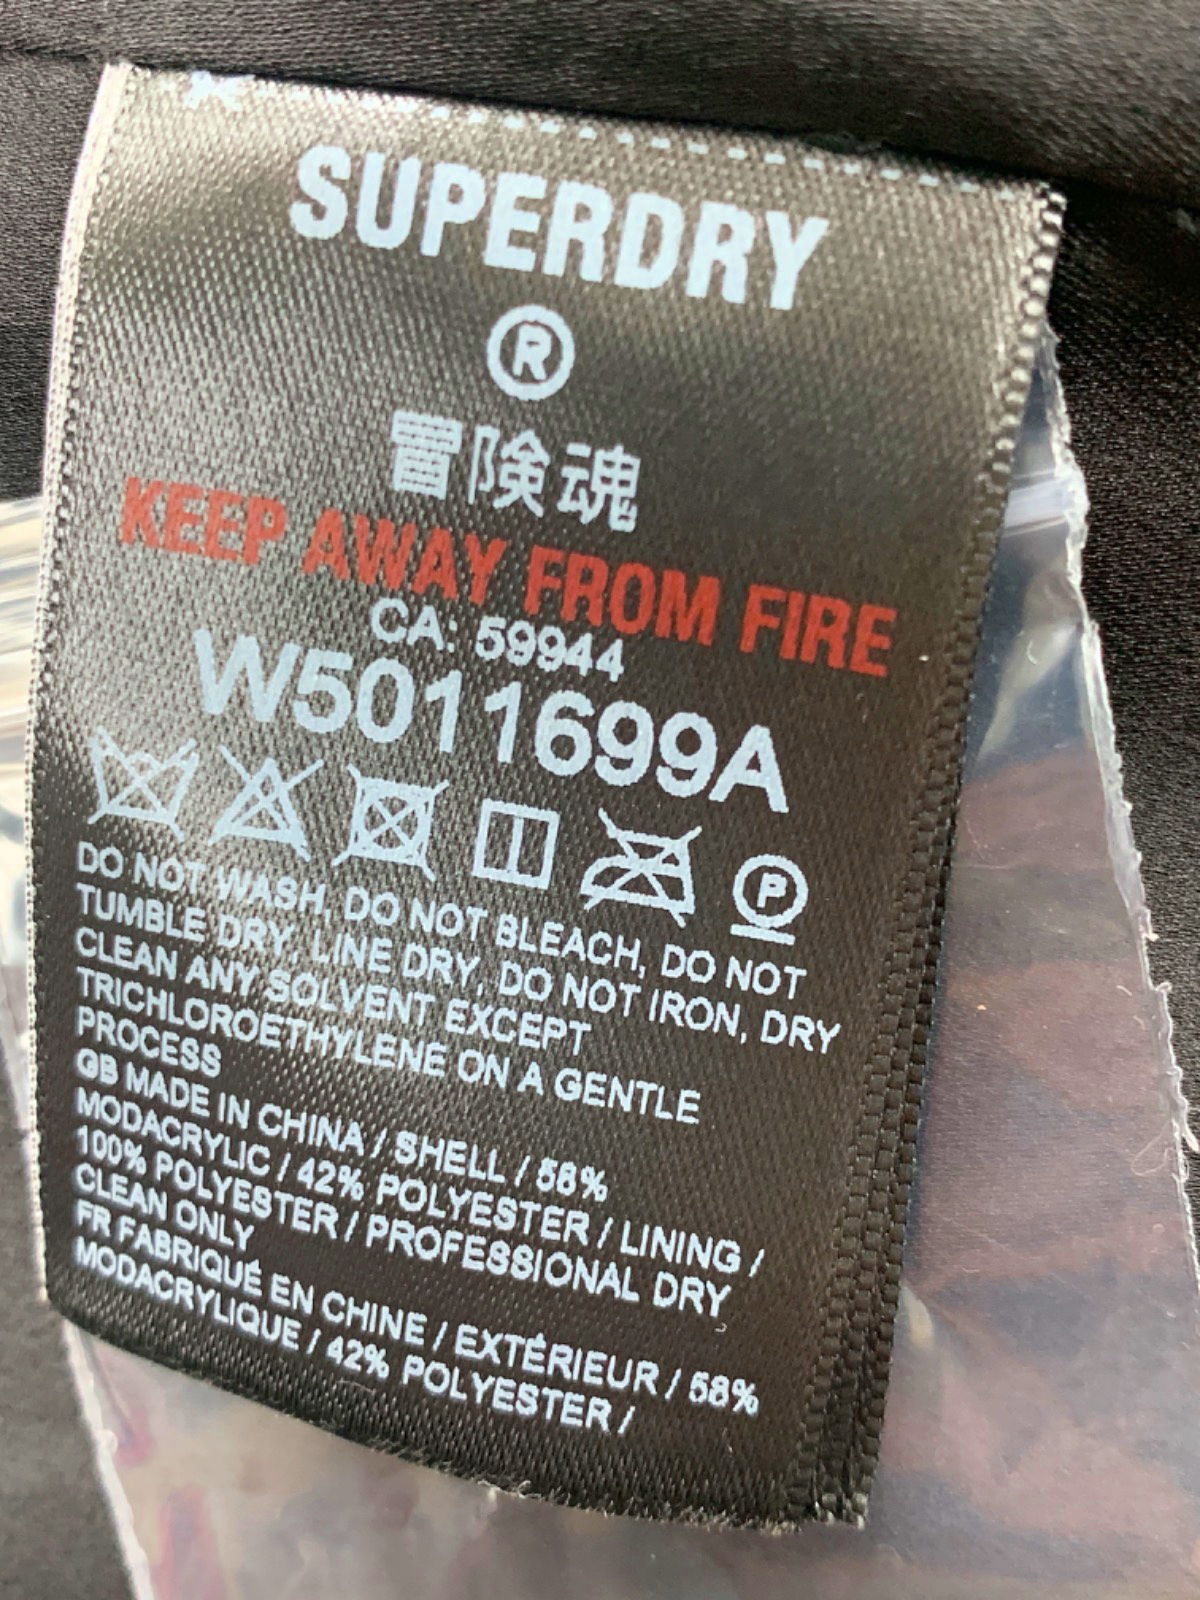 SUPERDRY
®
冒険魂
KEEP AWAY FROM FIRE
CA: 59944
W5011699A
P
DO NOT WASH, DO NOT BLEACH, DO NOT
TUMBLE DRY, LINE DRY, DO NOT IRON, DRY
CLEAN ANY SOLVENT EXCEPT
TRICHLOROETHYLENE ON A GENTLE
PROCESS
GB MADE IN CHINA / SHELL / 58%
MODACRYLIC / 42% POLYESTER / LINING /
100% POLYESTER / PROFESSIONAL DRY
CLEAN ONLY
FR FABRIQUÉ EN CHINE / EXTÉRIEUR / 58%
MODACRYLIQUE / 42% POLYESTER /